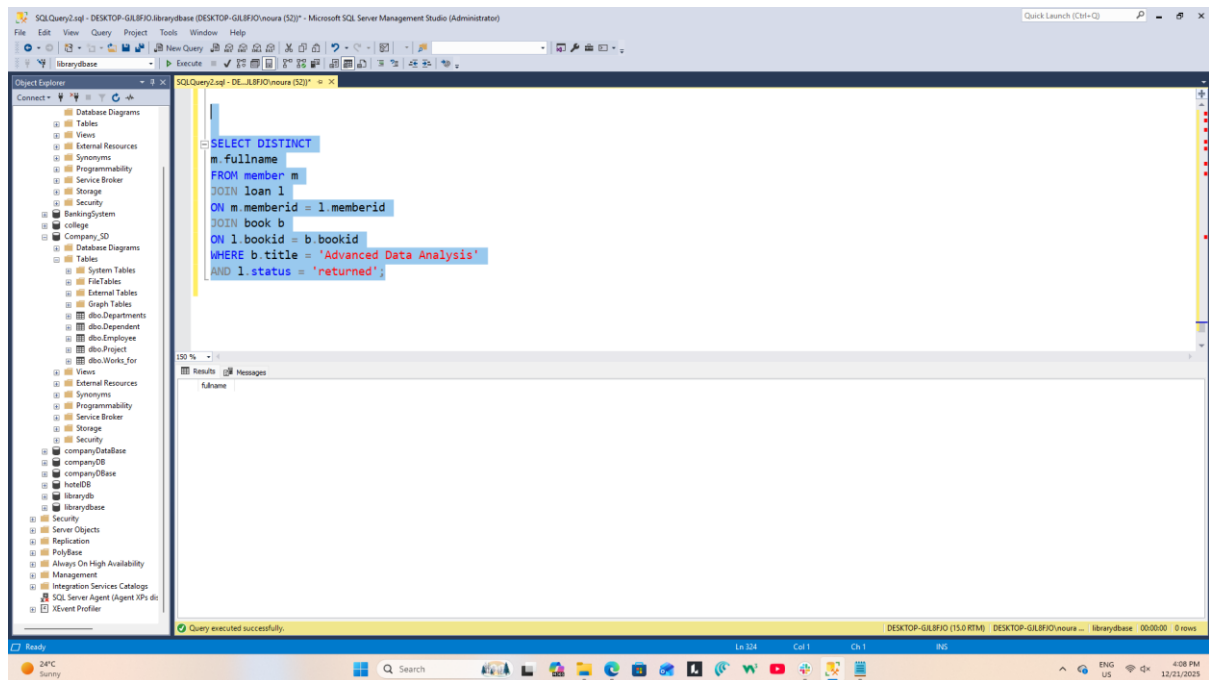 SQLQuery2.sql - DESKTOP-GJL8FJO.librarydbase (DESKTOP-GJL8FJO\noura (52))* - Microsoft SQL Server Management Studio (Administrator)
Quick Launch (Ctrl+Q)
File Edit View Query Project Tools Window Help
New Query
librarydbase
Execute
Object Explorer
SQLQuery2.sql - DE...JL8FJO\noura (52))*
Connect
Database Diagrams
Tables
Views
External Resources
Synonyms
Programmability
Service Broker
Storage
Security
BankingSystem
college
Company_SD
Database Diagrams
Tables
System Tables
FileTables
External Tables
Graph Tables
dbo.Departments
dbo.Dependent
dbo.Employee
dbo.Project
dbo.Works_for
Views
External Resources
Synonyms
Programmability
Service Broker
Storage
Security
companyDataBase
companyDB
companyDBase
hotelDB
librarydb
librarydbase
Security
Server Objects
Replication
PolyBase
Always On High Availability
Management
Integration Services Catalogs
SQL Server Agent (Agent XPs dis
XEvent Profiler
SELECT DISTINCT
m.fullname
FROM member m
JOIN loan l
ON m.memberid = l.memberid
JOIN book b
ON l.bookid = b.bookid
WHERE b.title = 'Advanced Data Analysis'
AND l.status = 'returned';
150 %
Results Messages
fullname
Query executed successfully.
DESKTOP-GJL8FJO (15.0 RTM) DESKTOP-GJL8FJO\noura ... librarydbase 00:00:00 0 rows
Ready
Ln 324 Col 1 Ch 1 INS
24°C
Sunny
Search
ENG
US
4:08 PM
12/21/2025